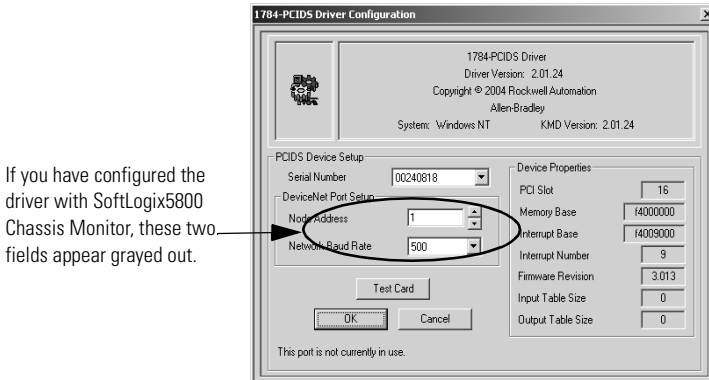 1784-PCIDS Driver Configuration
1784-PCIDS Driver
Driver Version: 2.01.24
Copyright © 2004 Rockwell Automation
Allen-Bradley
System: Windows NT KMD Version: 2.01.24
If you have configured the
driver with SoftLogix5800
Chassis Monitor, these two
fields appear grayed out.
PCIDS Device Setup
Serial Number 00240818
DeviceNet Port Setup
Node Address 1
Network Baud Rate 500
Test Card
OK Cancel
This port is not currently in use.
Device Properties
PCI Slot 16
Memory Base f4000000
Interrupt Base f4009000
Interrupt Number 9
Firmware Revision 3.013
Input Table Size 0
Output Table Size 0